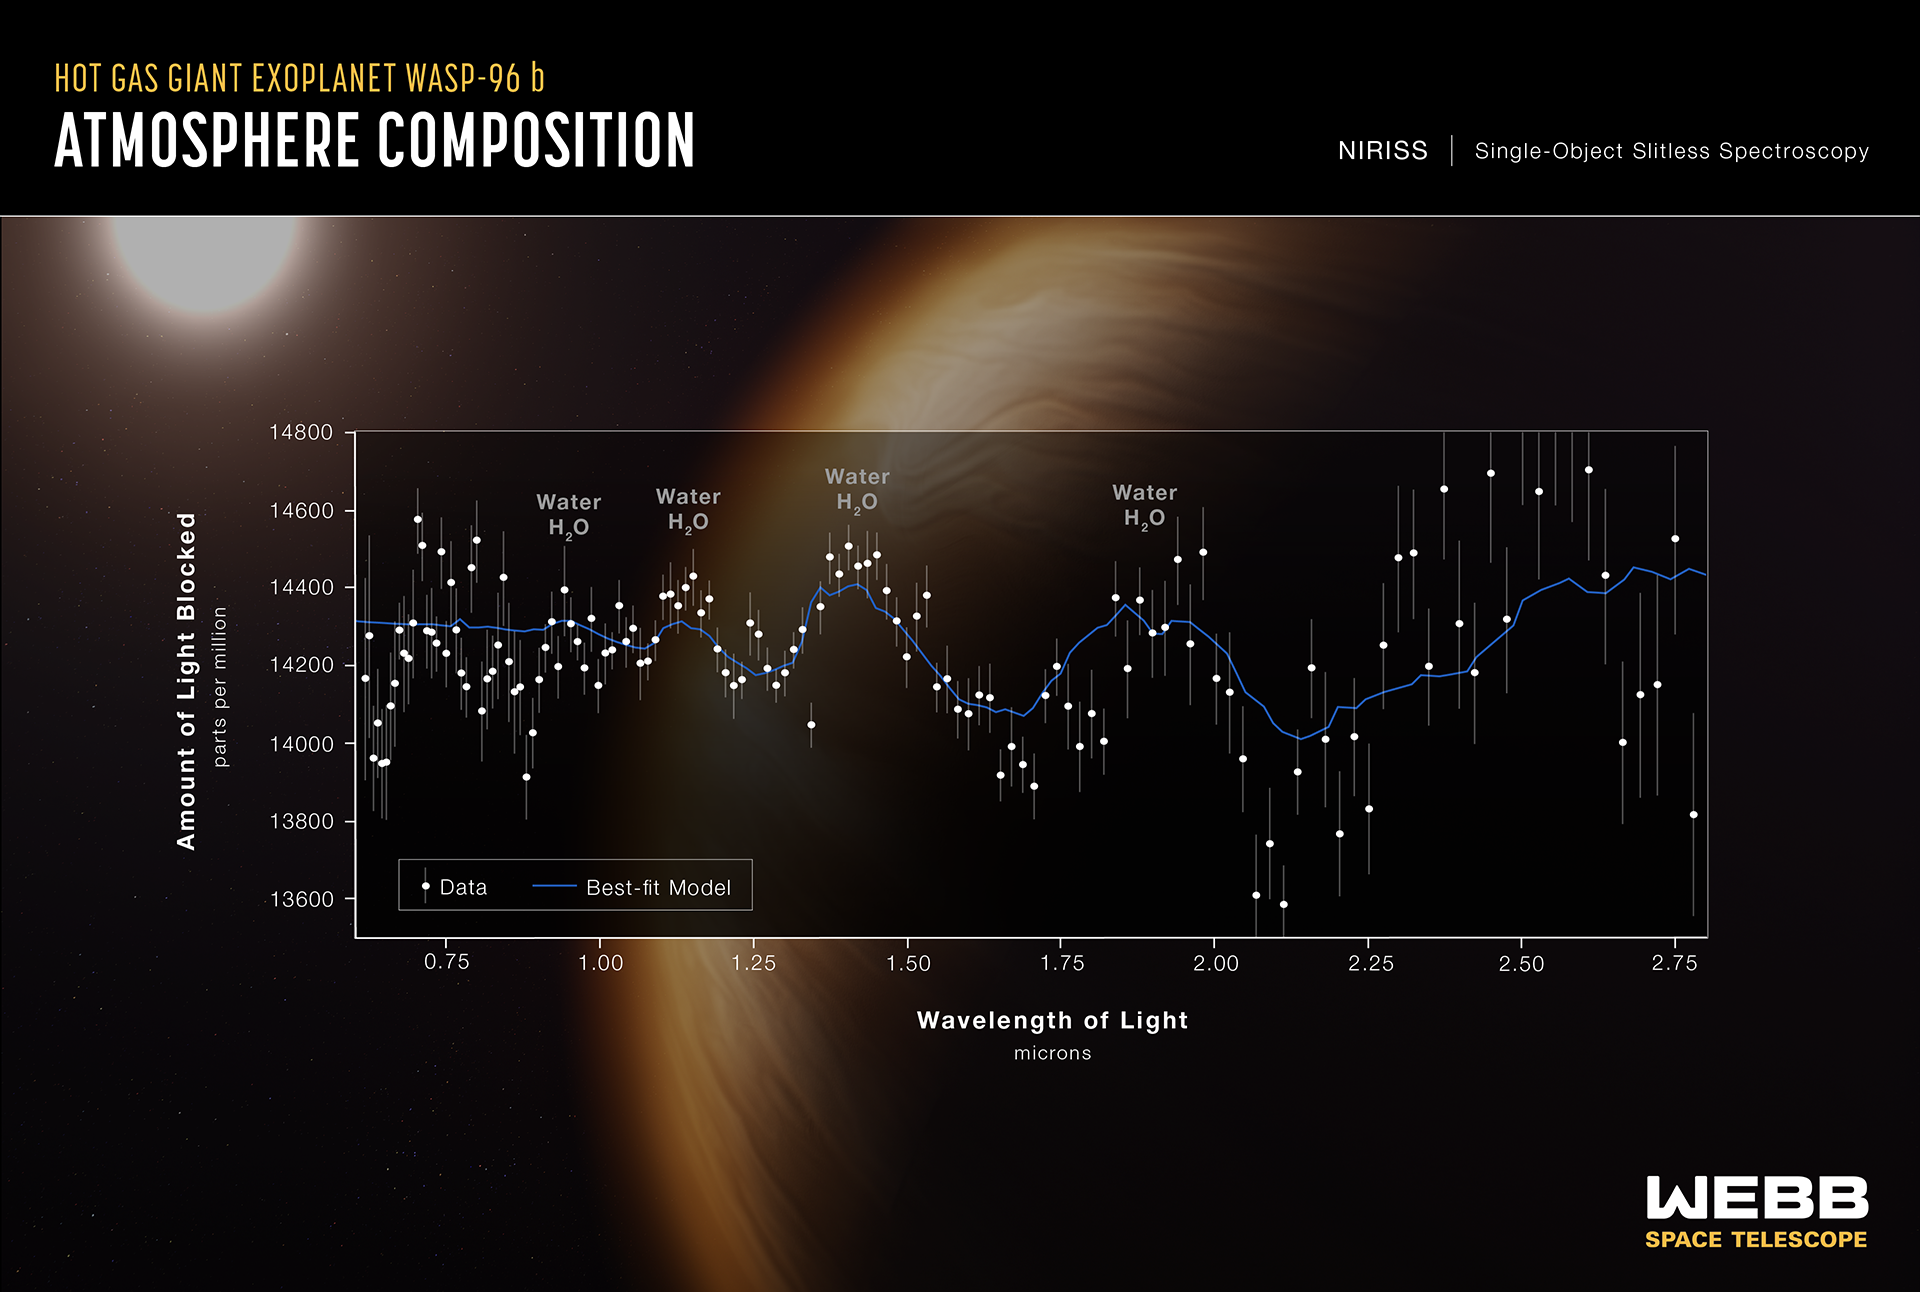 HOT GAS GIANT EXOPLANET WASP-96 b
ATMOSPHERE COMPOSITION
NIRISS | Single-Object Slitless Spectroscopy
14800
14600
14400
14200
14000
13800
13600
Amount of Light Blocked
parts per million
Water
H₂O
Water
H₂O
Water
H₂O
Water
H₂O
Data
Best-fit Model
0.75 1.00 1.25 1.50 1.75 2.00 2.25 2.50 2.75
Wavelength of Light
microns
WEBB
SPACE TELESCOPE